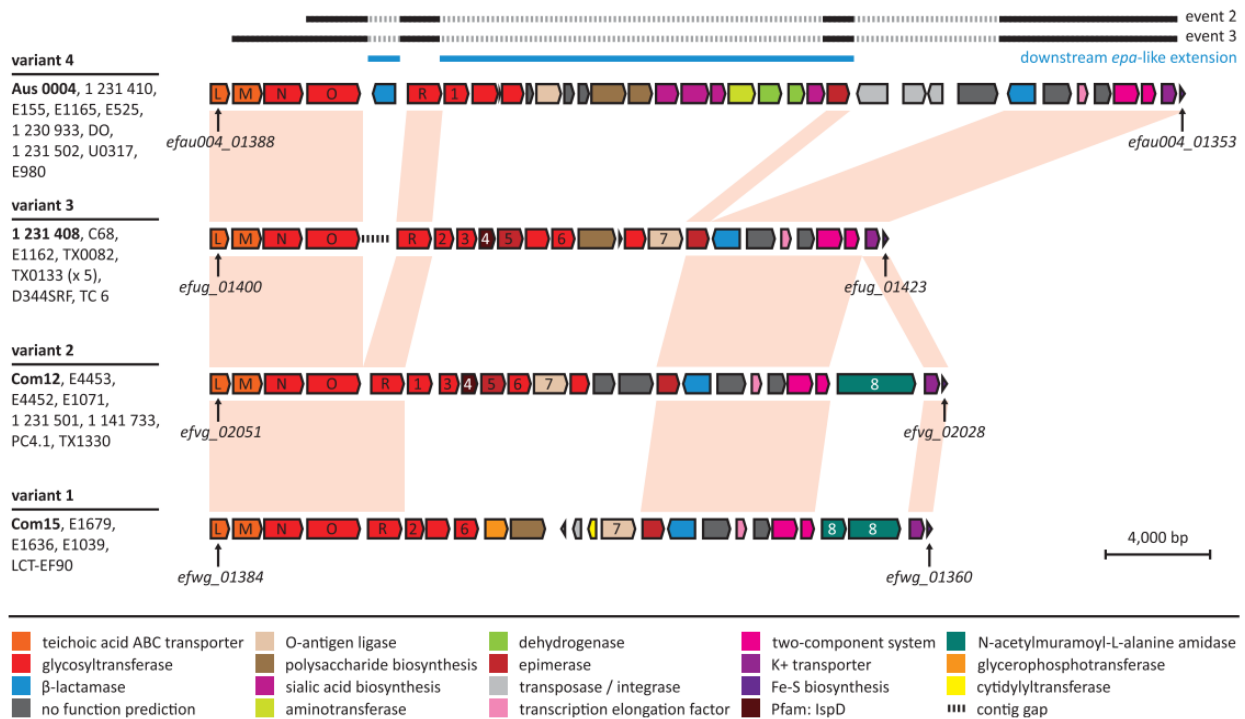 event 2
event 3
downstream epa-like extension
variant 4
Aus 0004, 1 231 410,
E155, E1165, E525,
1 230 933, DO,
1 231 502, U0317,
E980
L M N O R 1
efau004_01388
efau004_01353
variant 3
1 231 408, C68,
E1162, TX0082,
TX0133 (x 5),
D344SRF, TC 6
L M N O R 2 3 4 5 6 7
efug_01400
efug_01423
variant 2
Com12, E4453,
E4452, E1071,
1 231 501, 1 141 733,
PC4.1, TX1330
L M N O R 1 3 4 5 6 7 8
efvg_02051
efvg_02028
variant 1
Com15, E1679,
E1636, E1039,
LCT-EF90
L M N O R 2 6 7 8 8
efwg_01384
efwg_01360
4,000 bp
teichoic acid ABC transporter
glycosyltransferase
β-lactamase
no function prediction
O-antigen ligase
polysaccharide biosynthesis
sialic acid biosynthesis
aminotransferase
dehydrogenase
epimerase
transposase / integrase
transcription elongation factor
two-component system
K+ transporter
Fe-S biosynthesis
Pfam: IspD
N-acetylmuramoyl-L-alanine amidase
glycerophosphotransferase
cytidylyltransferase
contig gap